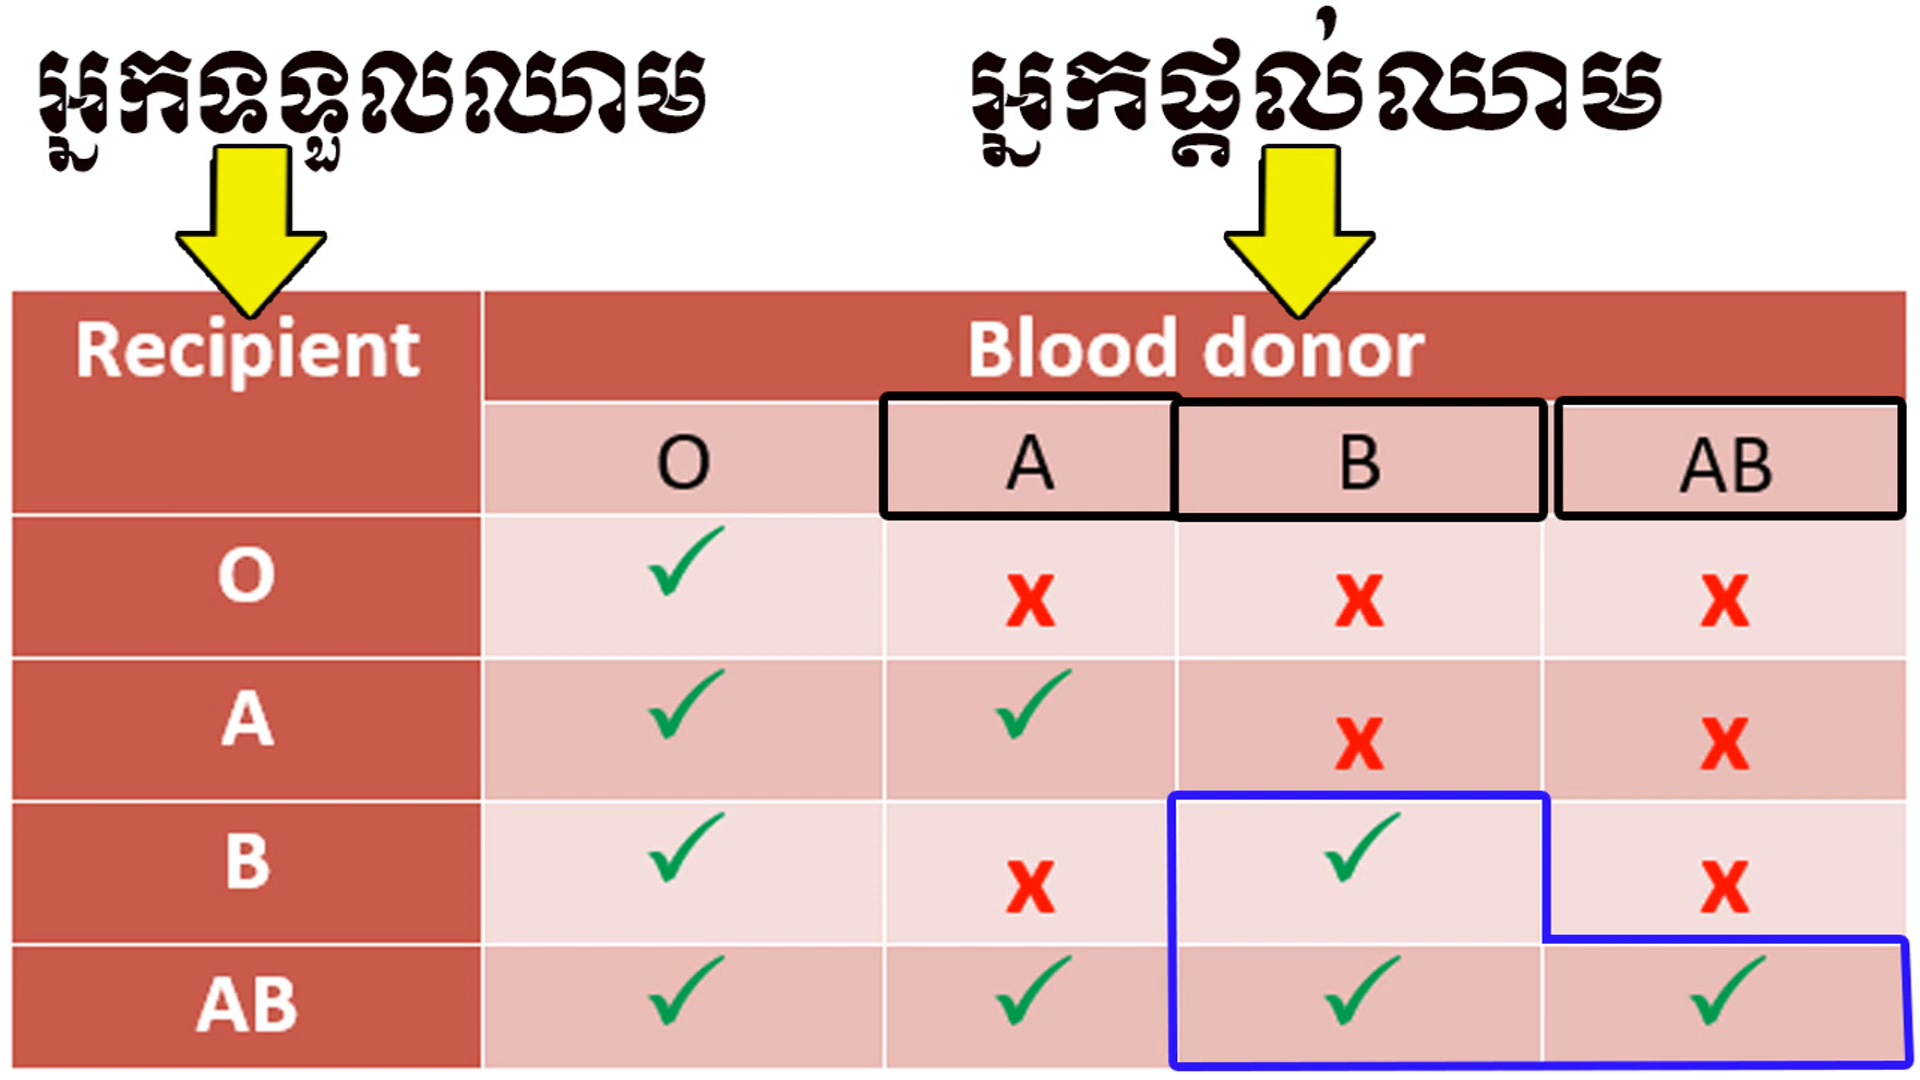 អ្នកទទួលឈាម អ្នកផ្តល់ឈាម
Recipient Blood donor
O A B AB
O ✓ x x x
A ✓ ✓ x x
B ✓ x ✓ x
AB ✓ ✓ ✓ ✓